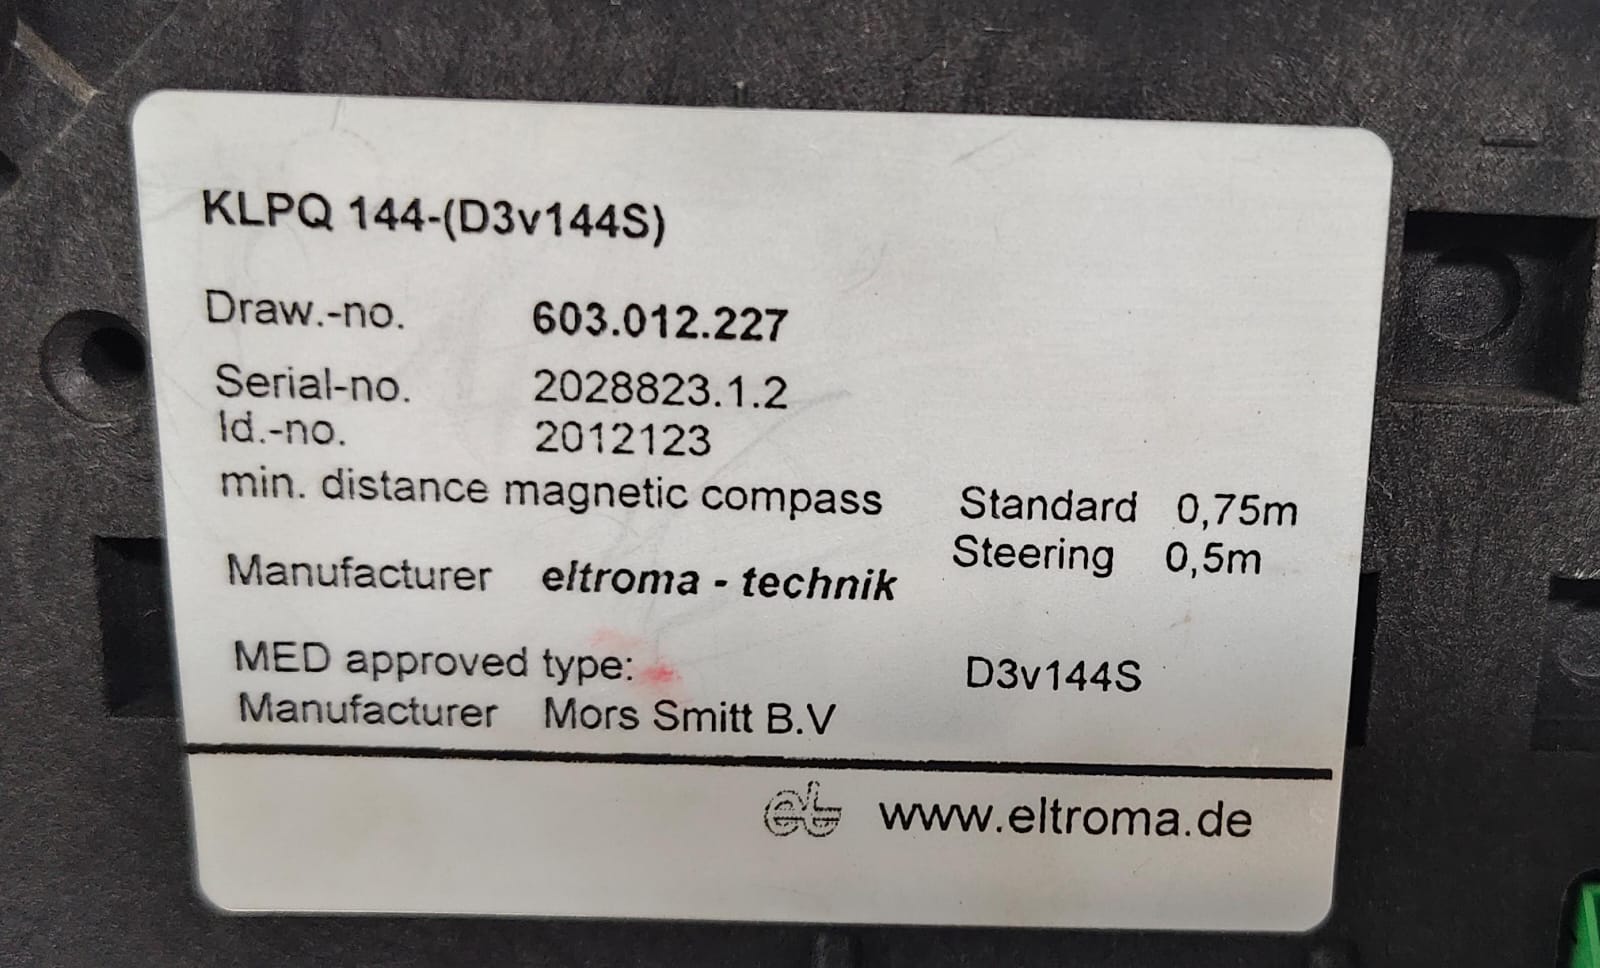 KLPQ 144-(D3v144S)
Draw.-no. 603.012.227
Serial-no. 2028823.1.2
Id.-no. 2012123
min. distance magnetic compass Standard 0,75m
Steering 0,5m
Manufacturer eltroma - technik
MED approved type: D3v144S
Manufacturer Mors Smitt B.V
et www.eltroma.de